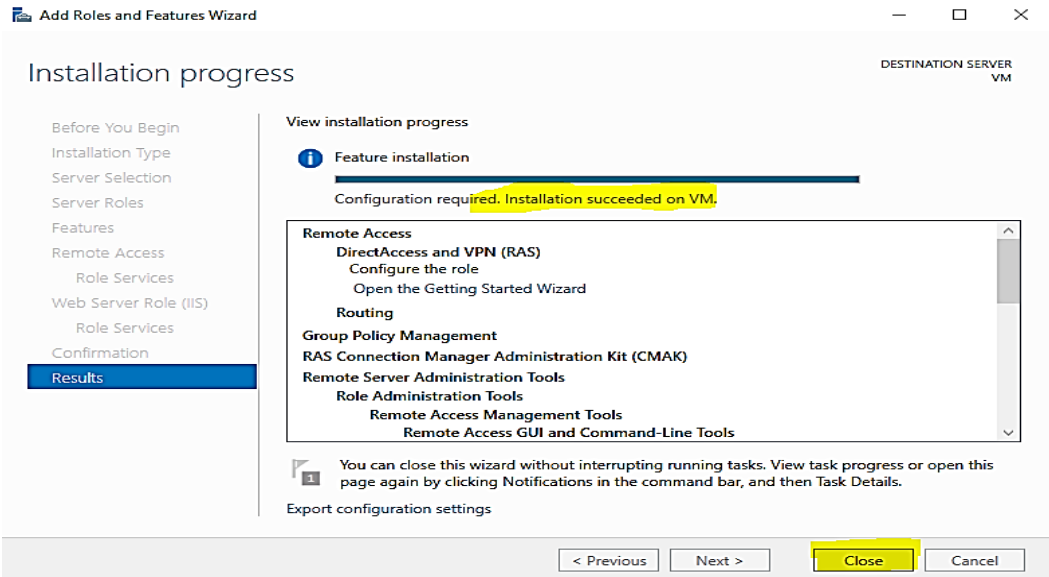 Add Roles and Features Wizard
Installation progress
DESTINATION SERVER
VM
Before You Begin
Installation Type
Server Selection
Server Roles
Features
Remote Access
Role Services
Web Server Role (IIS)
Role Services
Confirmation
Results
View installation progress
Feature installation
Configuration required. Installation succeeded on VM.
Remote Access
DirectAccess and VPN (RAS)
Configure the role
Open the Getting Started Wizard
Routing
Group Policy Management
RAS Connection Manager Administration Kit (CMAK)
Remote Server Administration Tools
Role Administration Tools
Remote Access Management Tools
Remote Access GUI and Command-Line Tools
1
You can close this wizard without interrupting running tasks. View task progress or open this
page again by clicking Notifications in the command bar, and then Task Details.
Export configuration settings
< Previous
Next >
Close
Cancel